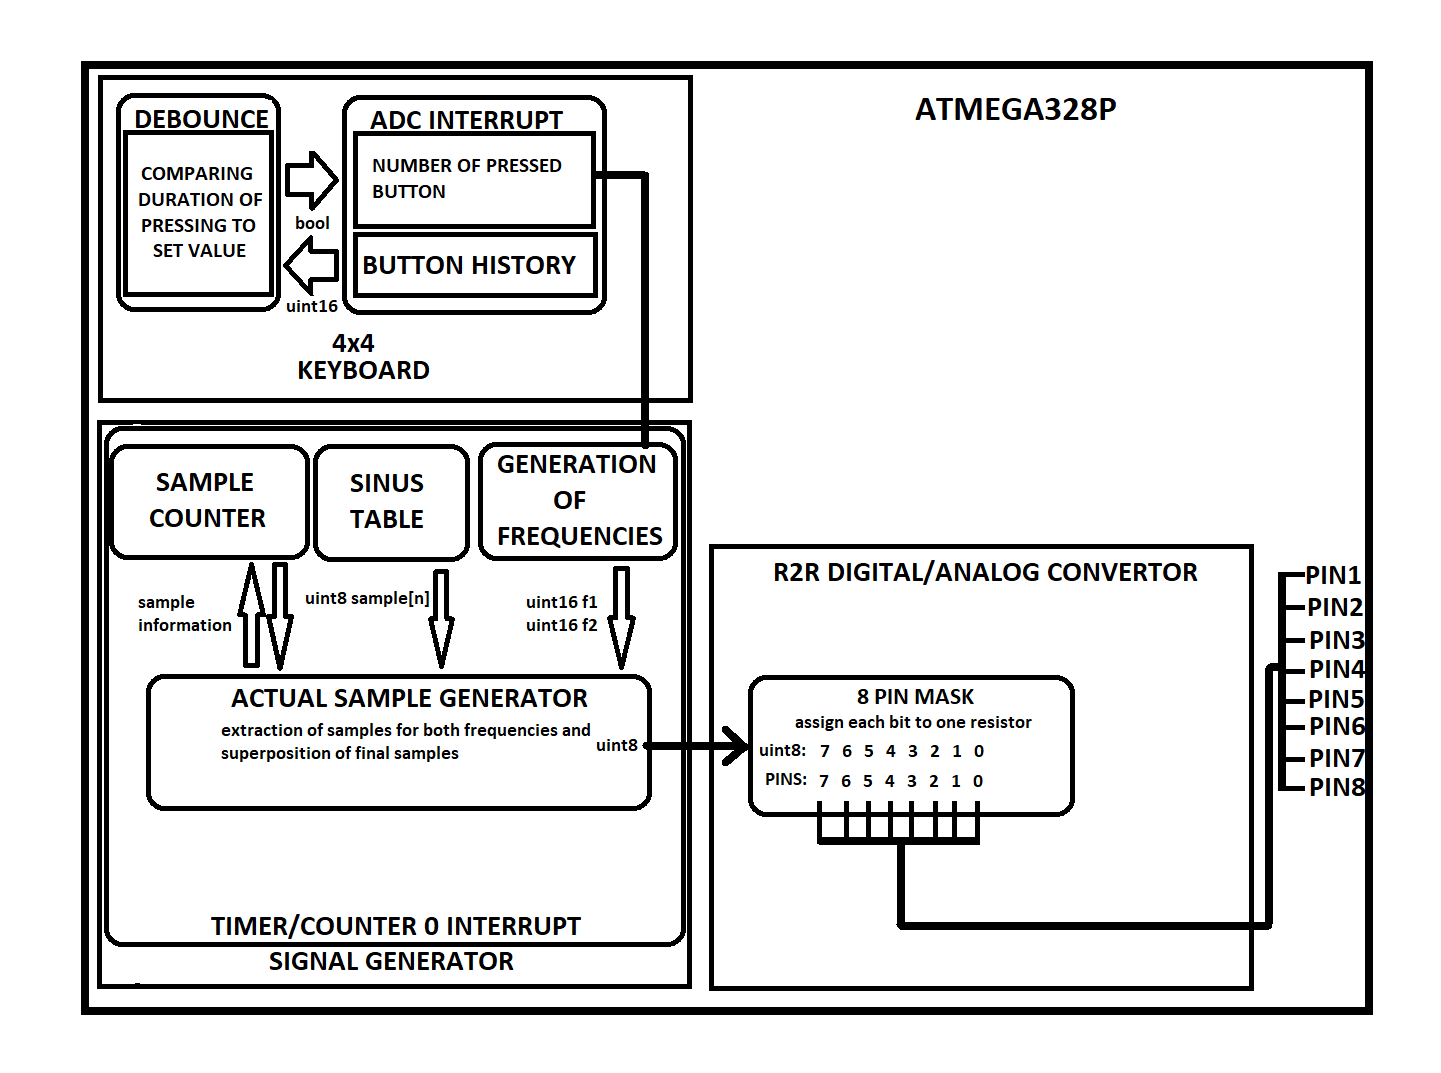 ATMEGA328P
DEBOUNCE
COMPARING
DURATION OF
PRESSING TO
SET VALUE
bool
uint16
ADC INTERRUPT
NUMBER OF PRESSED
BUTTON
BUTTON HISTORY
4x4
KEYBOARD
SAMPLE
COUNTER
SINUS
TABLE
GENERATION
OF
FREQUENCIES
sample
information
uint8 sample[n]
uint16 f1
uint16 f2
ACTUAL SAMPLE GENERATOR
extraction of samples for both frequencies and
superposition of final samples
uint8
TIMER/COUNTER 0 INTERRUPT
SIGNAL GENERATOR
R2R DIGITAL/ANALOG CONVERTOR
8 PIN MASK
assign each bit to one resistor
uint8: 7 6 5 4 3 2 1 0
PINS: 7 6 5 4 3 2 1 0
PIN1
PIN2
PIN3
PIN4
PIN5
PIN6
PIN7
PIN8